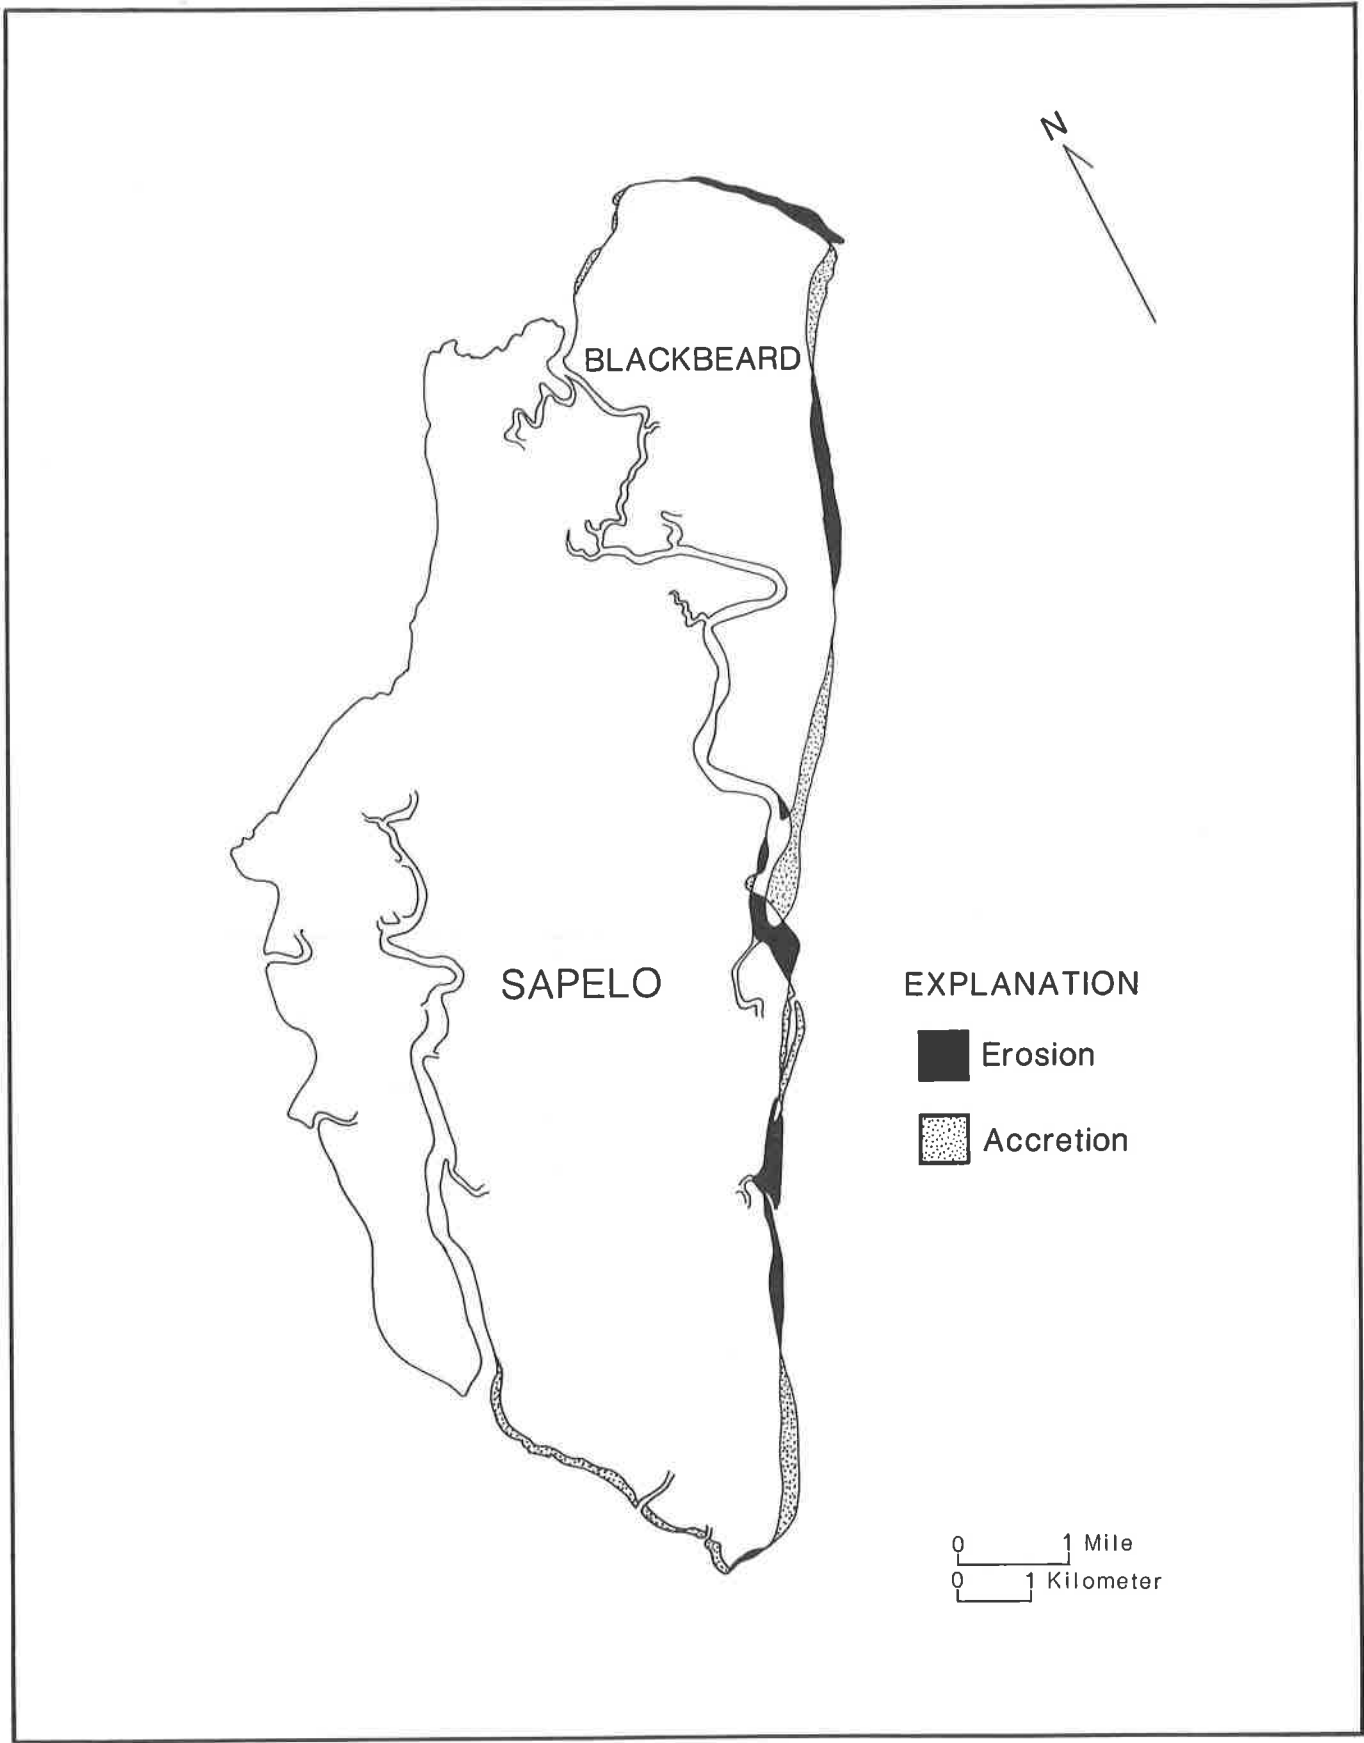 N
BLACKBEARD
SAPELO
EXPLANATION
Erosion
Accretion
0 1 Mile
0 1 Kilometer